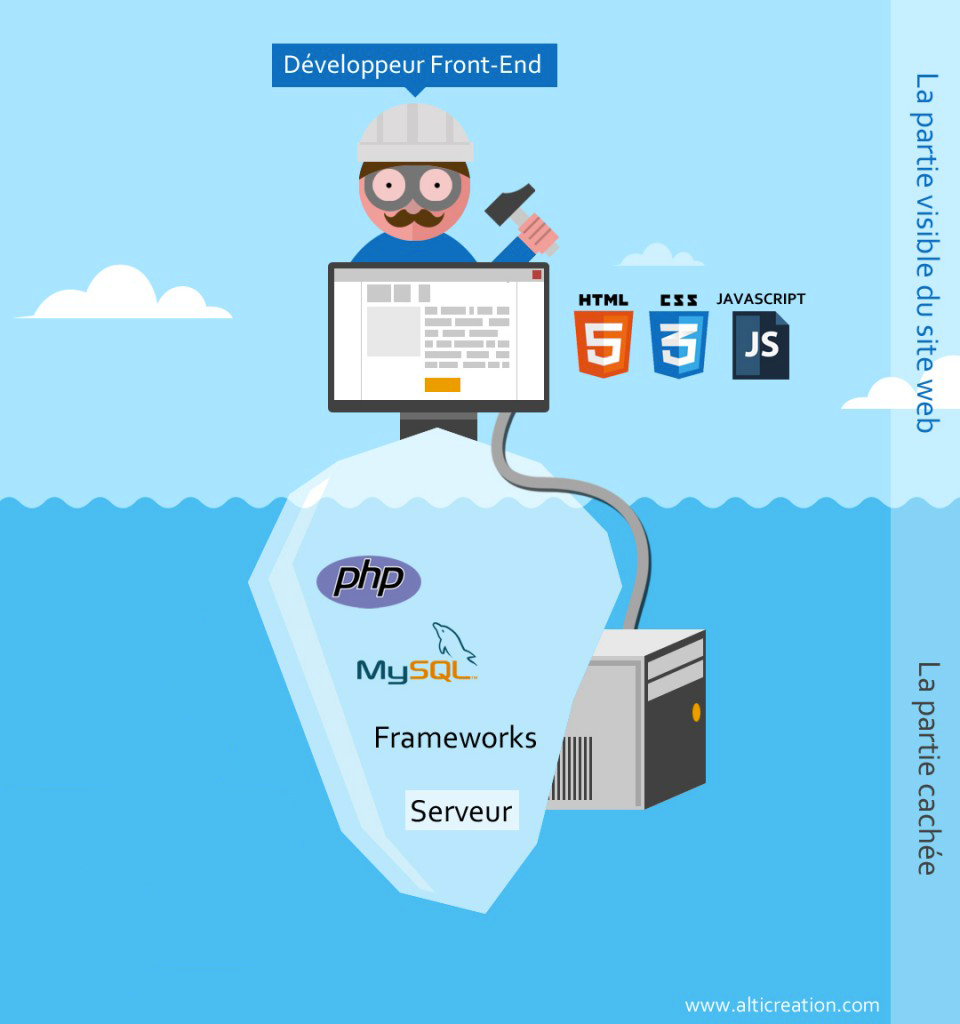 Développeur Front-End
La partie visible du site web
HTML
CSS
JAVASCRIPT
5
3
JS
php
MySQL™
Frameworks
Serveur
La partie cachée
www.alticreation.com